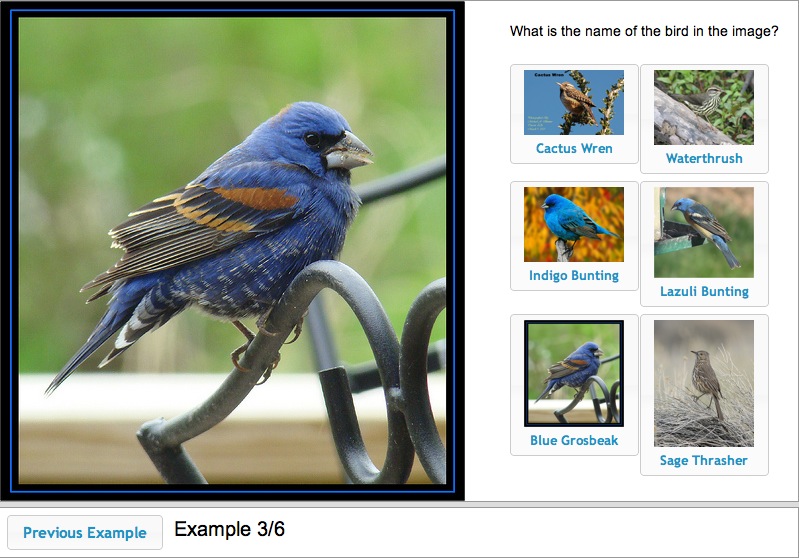 What is the name of the bird in the image?
Cactus Wren
Cactus Wren
Waterthrush
Indigo Bunting
Lazuli Bunting
Blue Grosbeak
Sage Thrasher
Previous Example
Example 3/6